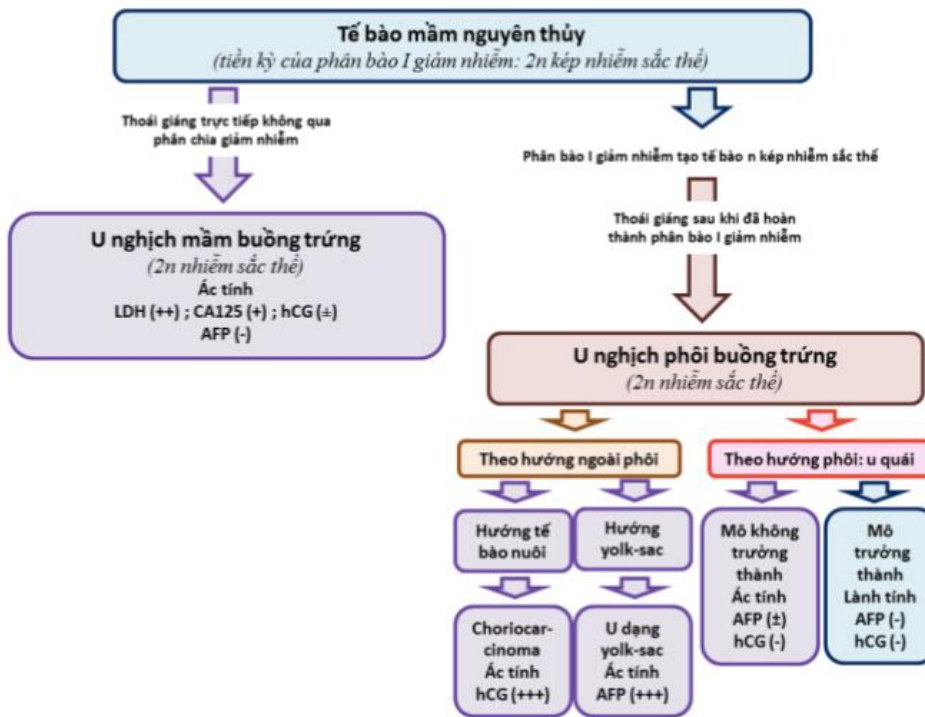 Tế bào mầm nguyên thủy
(tiền kỳ của phân bào I giảm nhiễm: 2n kép nhiễm sắc thể)
Thoái giáng trực tiếp không qua
phân chia giảm nhiễm
Phân bào I giảm nhiễm tạo tế bào n kép nhiễm sắc thể
Thoái giáng sau khi đã hoàn
thành phân bào I giảm nhiễm
U nghịch mầm buồng trứng
(2n nhiễm sắc thể)
Ác tính
LDH (++) ; CA125 (+) ; hCG (±)
AFP (-)
U nghịch phôi buồng trứng
(2n nhiễm sắc thể)
Theo hướng ngoài phôi
Theo hướng phôi: u quái
Hướng tế
bào nuôi
Hướng
yolk-sac
Choriocar-
cinoma
Ác tính
hCG (+++)
U dạng
yolk-sac
Ác tính
AFP (+++)
Mô không
trưởng
thành
Ác tính
AFP (±)
hCG (-)
Mô
trưởng
thành
Lành tính
AFP (-)
hCG (-)